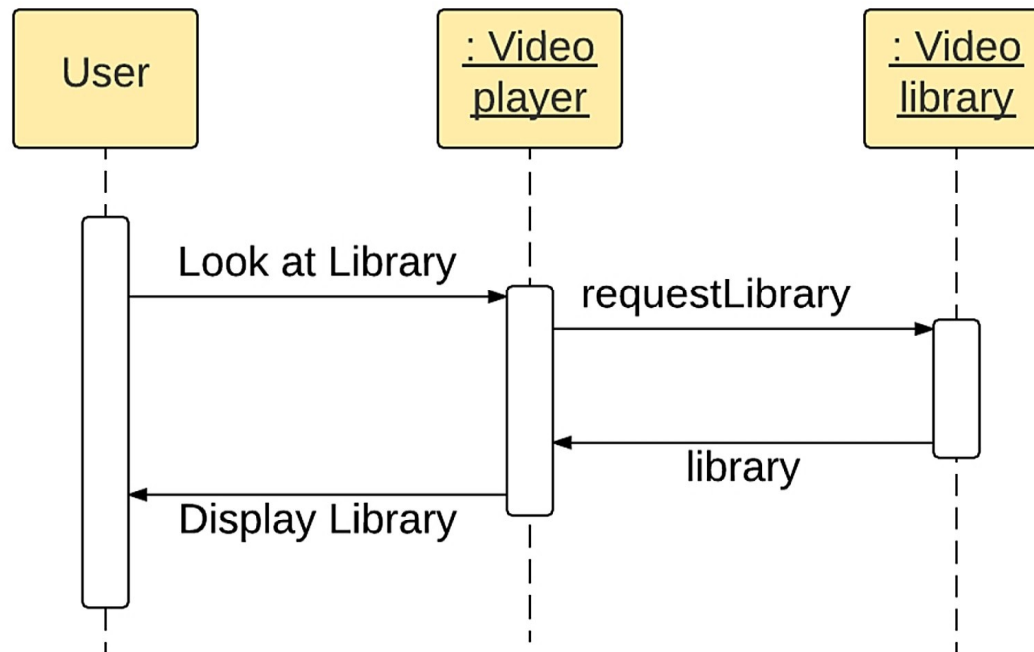 User
: Video
player
: Video
library
Look at Library
requestLibrary
library
Display Library